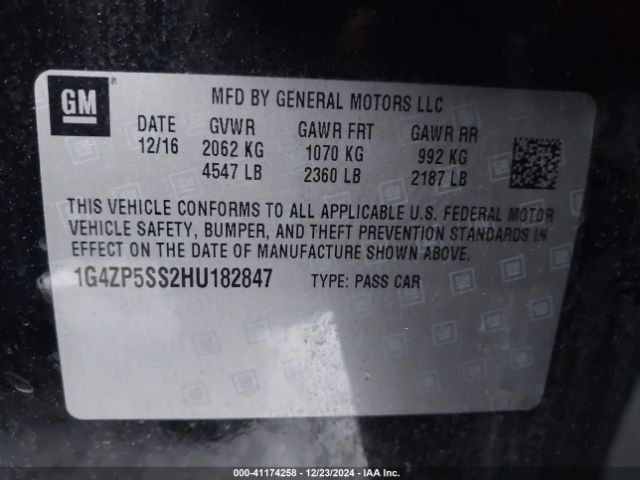 GM
MFD BY GENERAL MOTORS LLC
DATE GVWR GAWR FRT GAWR RR
12/16 2062 KG 1070 KG 992 KG
4547 LB 2360 LB 2187 LB
THIS VEHICLE CONFORMS TO ALL APPLICABLE U.S. FEDERAL MOTOR
VEHICLE SAFETY, BUMPER, AND THEFT PREVENTION STANDARDS IN
EFFECT ON THE DATE OF MANUFACTURE SHOWN ABOVE.
1G4ZP5SS2HU182847 TYPE: PASS CAR
000-41174258 - 12/23/2024 - IAA Inc.